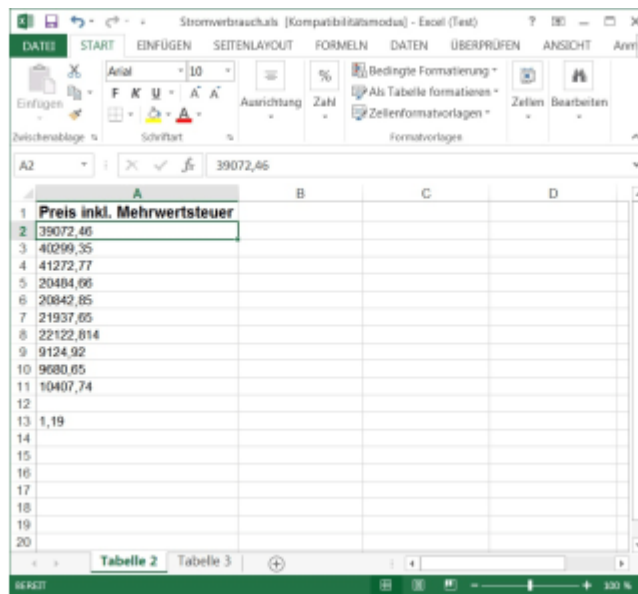 Stromverbrauch.xls [Kompatibilitätsmodus] - Excel (Test)
DATEI START EINFÜGEN SEITENLAYOUT FORMELN DATEN ÜBERPRÜFEN ANSICHT Anm
Einfügen
Zwischenablage
Arial 10
F K U A A
A
Schriftart
Ausrichtung
% Zahl
Bedingte Formatierung
Als Tabelle formatieren
Zellenformatvorlagen
Formatvorlagen
Zellen Bearbeiten
A2 fx 39072,46
A B C D
1 Preis inkl. Mehrwertsteuer
2 39072,46
3 40299,35
4 41272,77
5 20484,66
6 20842,85
7 21937,65
8 22122,814
9 9124,92
10 9680,65
11 10407,74
12
13 1,19
14
15
16
17
18
19
20
Tabelle 2 Tabelle 3
BEREIT 100 %